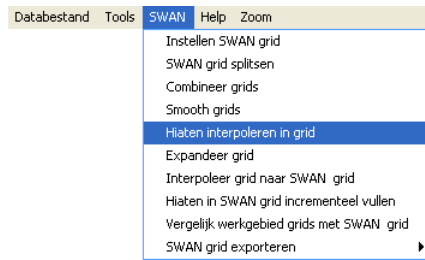 Databestand Tools SWAN Help Zoom
Instellen SWAN grid
SWAN grid splitsen
Combineer grids
Smooth grids
Hiaten interpoleren in grid
Expandeer grid
Interpoleer grid naar SWAN grid
Hiaten in SWAN grid incrementeel vullen
Vergelijk werkgebied grids met SWAN grid
SWAN grid exporteren